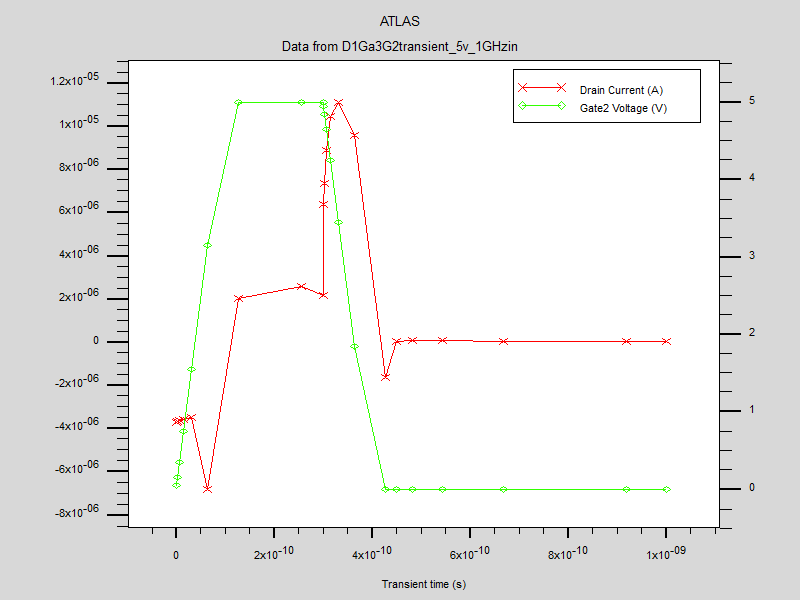 ATLAS
Data from D1Ga3G2transient_5v_1GHzin
Drain Current (A)
Gate2 Voltage (V)
1.2x10^-05
1x10^-05
8x10^-06
6x10^-06
4x10^-06
2x10^-06
0
-2x10^-06
-4x10^-06
-6x10^-06
-8x10^-06
5
4
3
2
1
0
0
2x10^-10
4x10^-10
6x10^-10
8x10^-10
1x10^-09
Transient time (s)